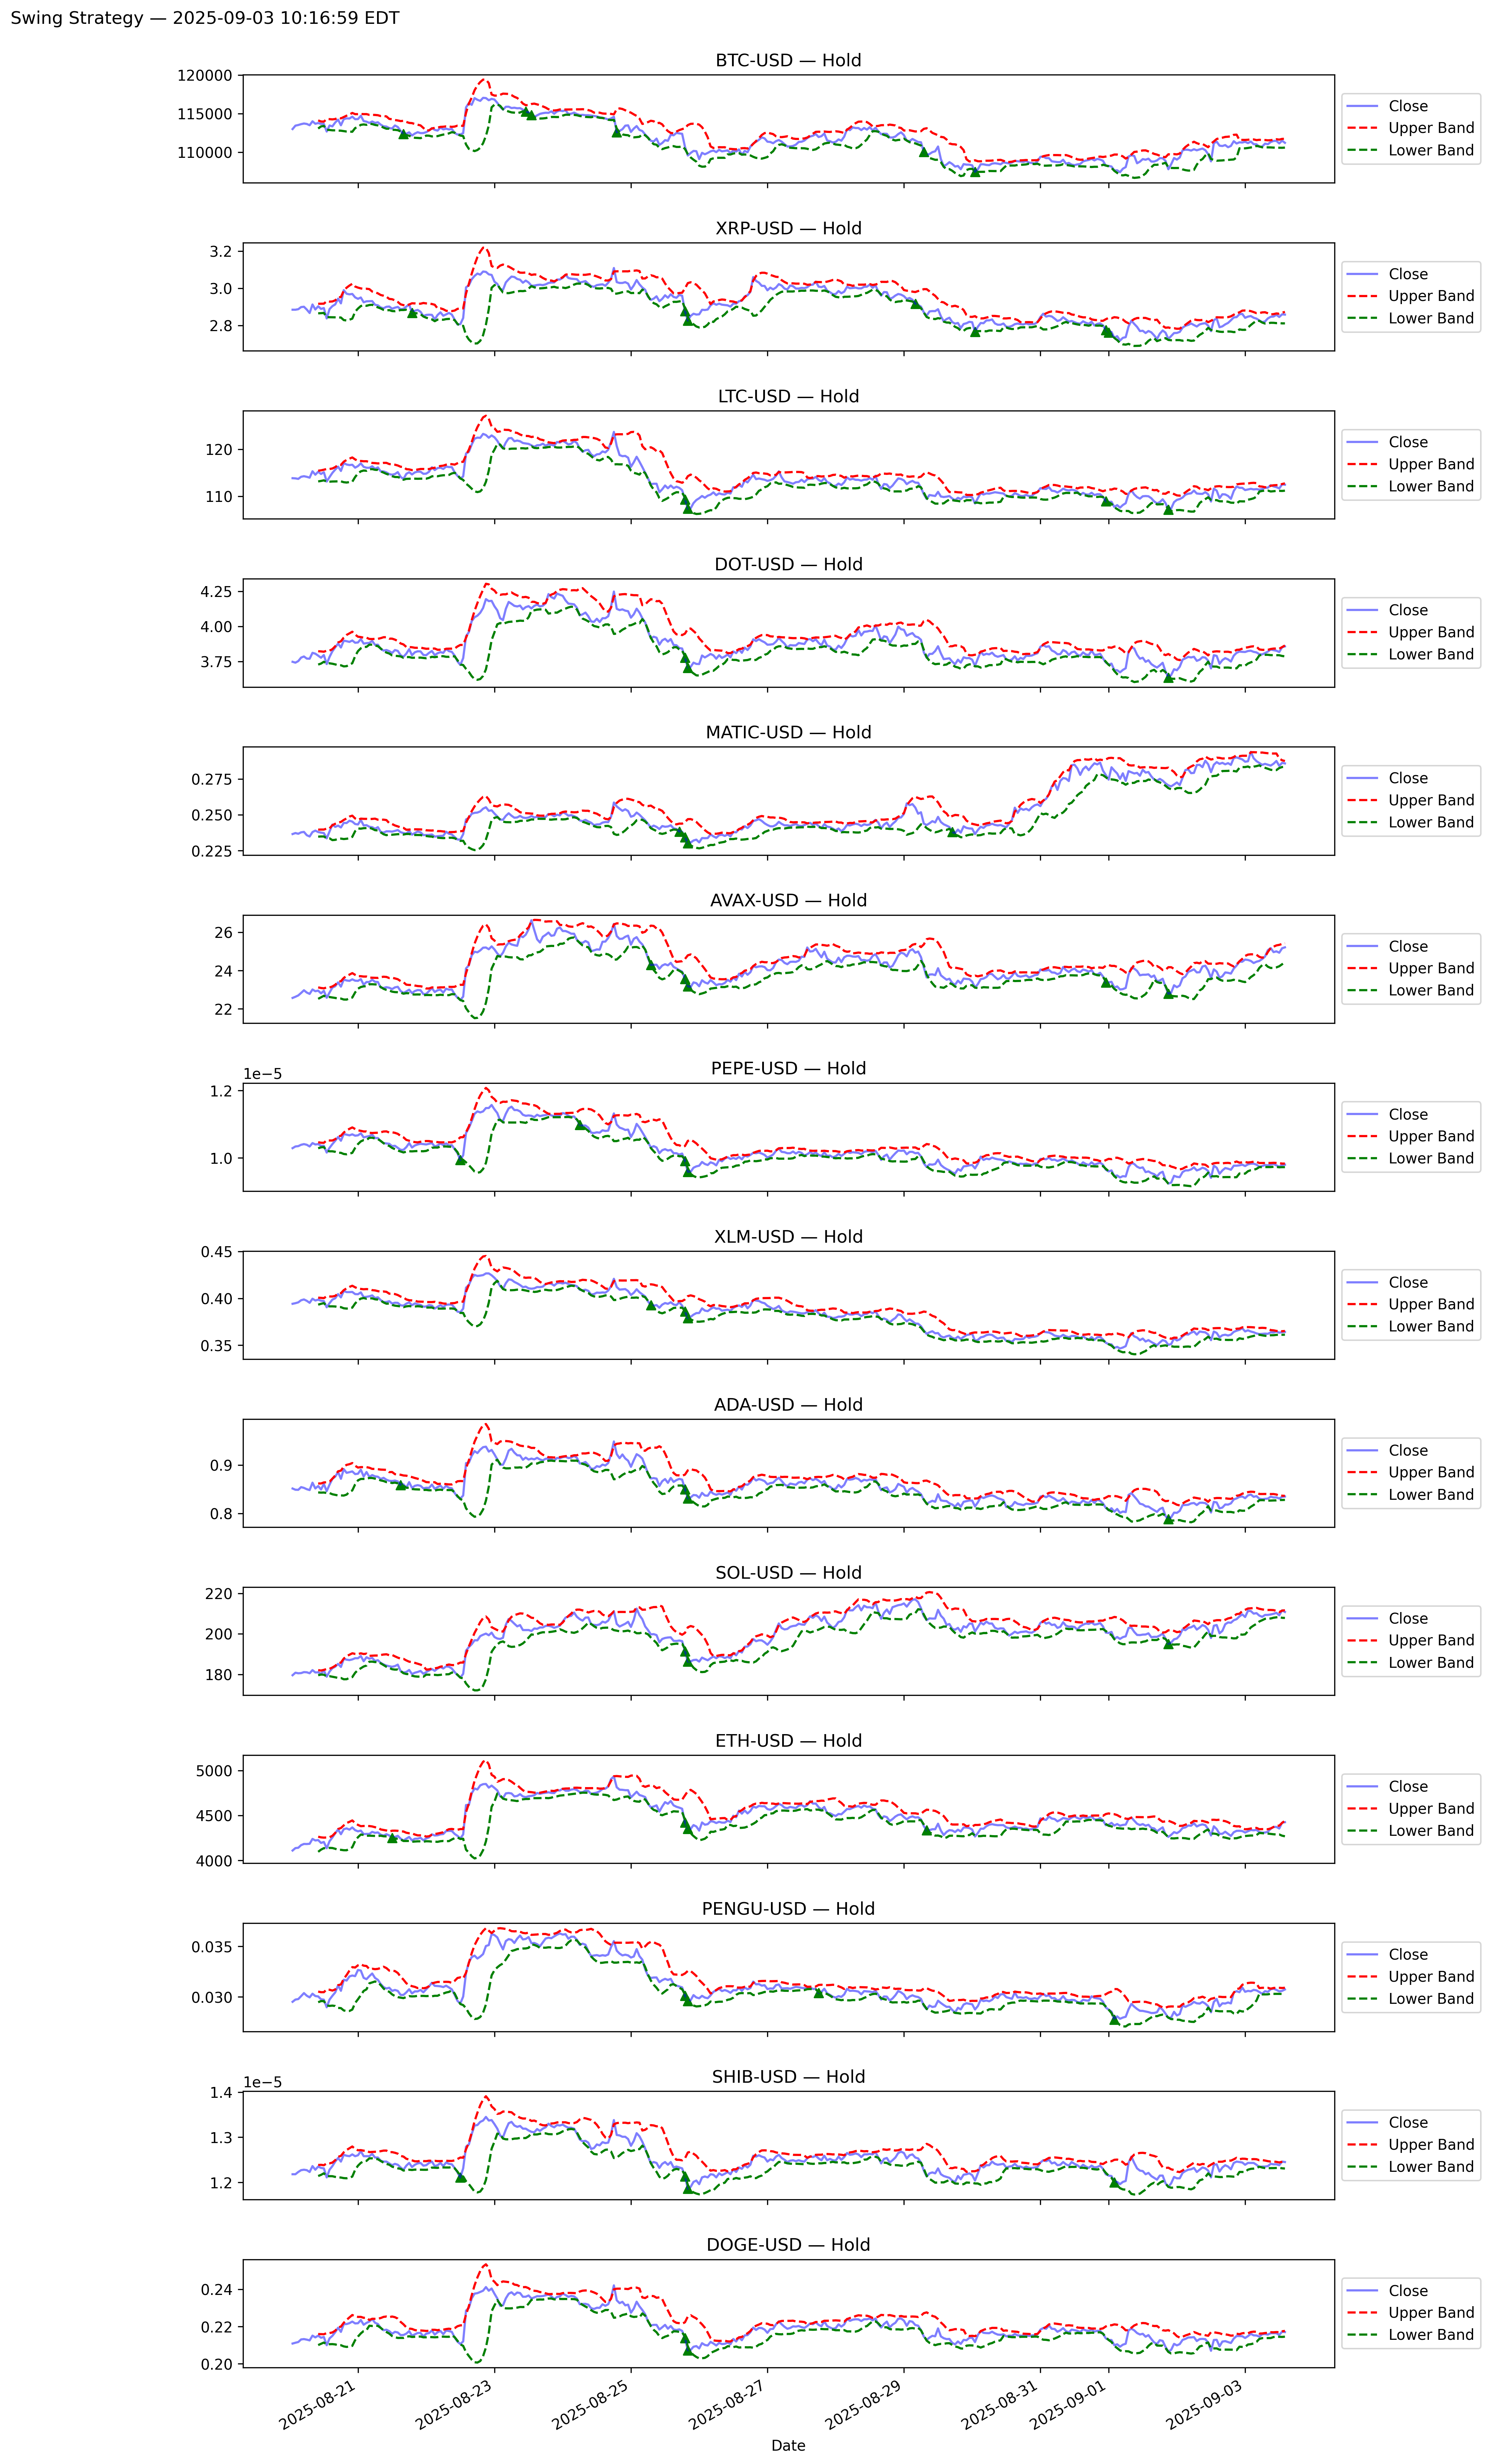 Swing Strategy — 2025-09-03 10:16:59 EDT
BTC-USD — Hold
120000
115000
110000
Close
Upper Band
Lower Band
XRP-USD — Hold
3.2
3.0
2.8
Close
Upper Band
Lower Band
LTC-USD — Hold
120
110
Close
Upper Band
Lower Band
DOT-USD — Hold
4.25
4.00
3.75
Close
Upper Band
Lower Band
MATIC-USD — Hold
0.275
0.250
0.225
Close
Upper Band
Lower Band
AVAX-USD — Hold
26
24
22
Close
Upper Band
Lower Band
PEPE-USD — Hold
1e−5
1.2
1.0
Close
Upper Band
Lower Band
XLM-USD — Hold
0.45
0.40
0.35
Close
Upper Band
Lower Band
ADA-USD — Hold
0.9
0.8
Close
Upper Band
Lower Band
SOL-USD — Hold
220
200
180
Close
Upper Band
Lower Band
ETH-USD — Hold
5000
4500
4000
Close
Upper Band
Lower Band
PENGU-USD — Hold
0.035
0.030
Close
Upper Band
Lower Band
SHIB-USD — Hold
1e−5
1.4
1.3
1.2
Close
Upper Band
Lower Band
DOGE-USD — Hold
0.24
0.22
0.20
Close
Upper Band
Lower Band
2025-08-21
2025-08-23
2025-08-25
2025-08-27
2025-08-29
2025-08-31
2025-09-01
2025-09-03
Date